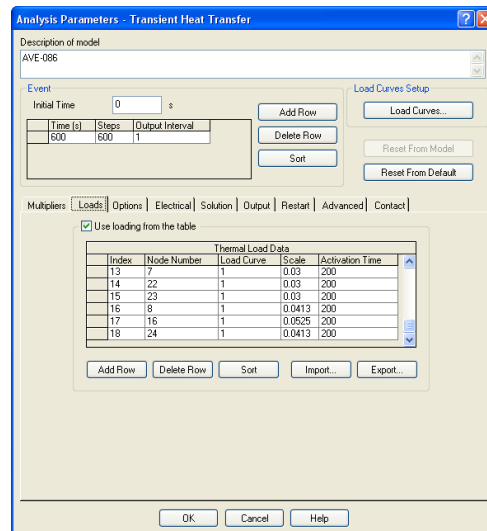 Analysis Parameters - Transient Heat Transfer
Description of model
AVE-086
Event
Initial Time 0 s
Time (s) Steps Output Interval
600 600 1
Add Row
Delete Row
Sort
Load Curves Setup
Load Curves...
Reset From Model
Reset From Default
Multipliers Loads Options Electrical Solution Output Restart Advanced Contact
Use loading from the table
Thermal Load Data
Index Node Number Load Curve Scale Activation Time
13 7 1 0.03 200
14 22 1 0.03 200
15 23 1 0.03 200
16 8 1 0.0413 200
17 16 1 0.0525 200
18 24 1 0.0413 200
Add Row Delete Row Sort Import... Export...
OK Cancel Help